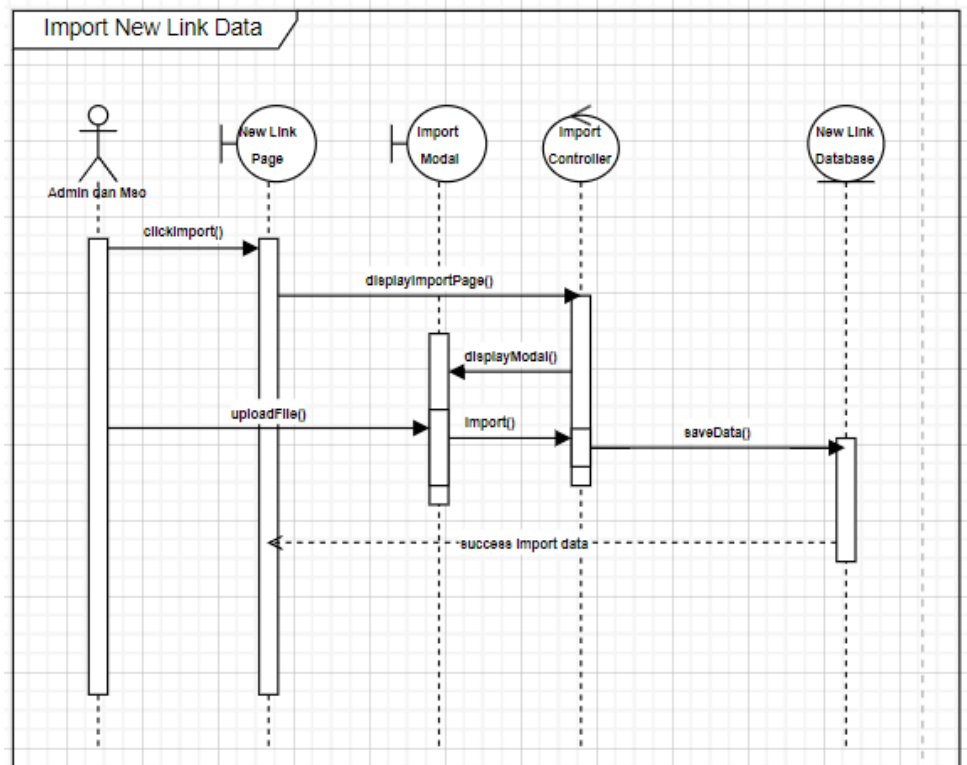 Import New Link Data
New Link
Page
Import
Modal
Import
Controller
New Link
Database
Admin dan Mso
clickImport()
displayImportPage()
displayModal()
uploadFile()
import()
saveData()
success import data